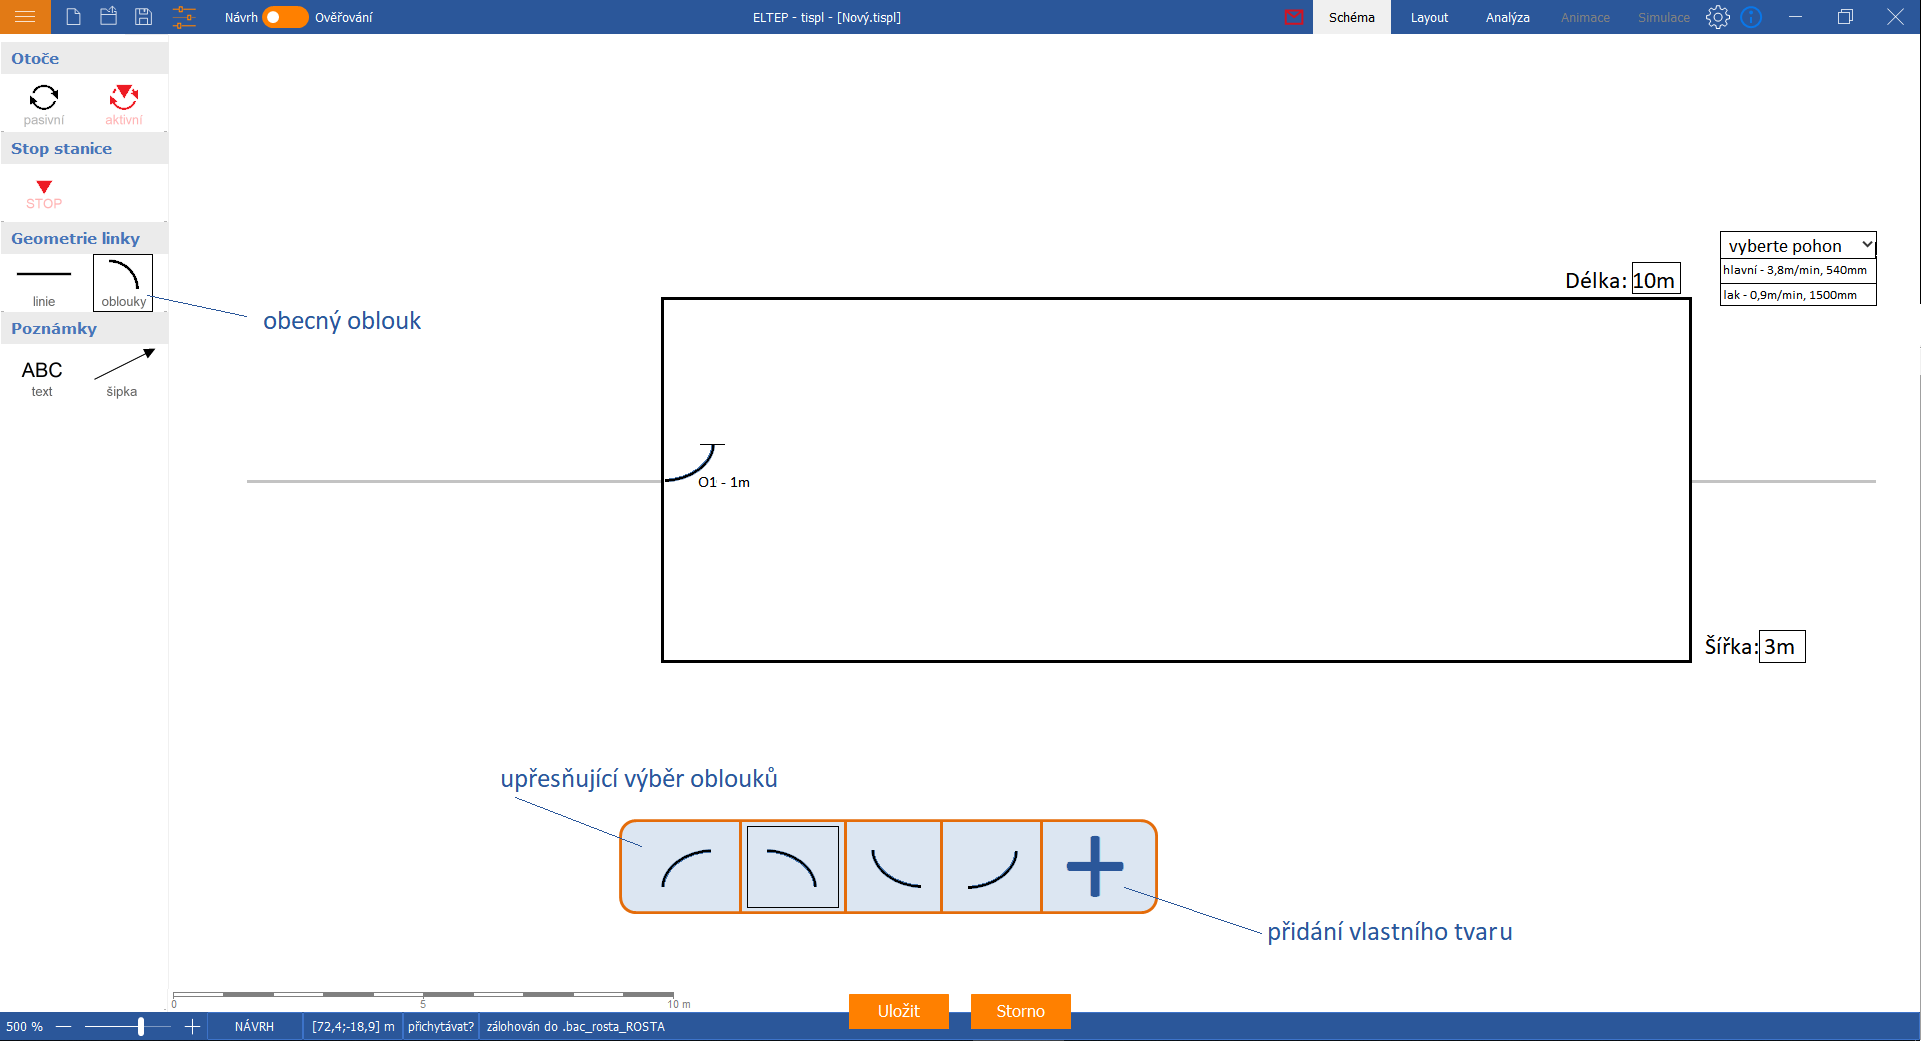 Návrh Ověřování
ELTEP - tispl - [Nový.tispl]
Schéma Layout Analýza Animace Simulace
Otoče
pasivní aktivní
Stop stanice
STOP
Geometrie linky
linie oblouky
Poznámky
ABC
text šipka
obecný oblouk
Délka: 10m
vyberte pohon
hlavní - 3,8m/min, 540mm
lak - 0,9m/min, 1500mm
O1 - 1m
Šířka: 3m
upřesňující výběr oblouků
přidání vlastního tvaru
0 5 10 m
Uložit Storno
500 % NÁVRH [72,4;-18,9] m přichytávat? zálohován do .bac_rosta_ROSTA